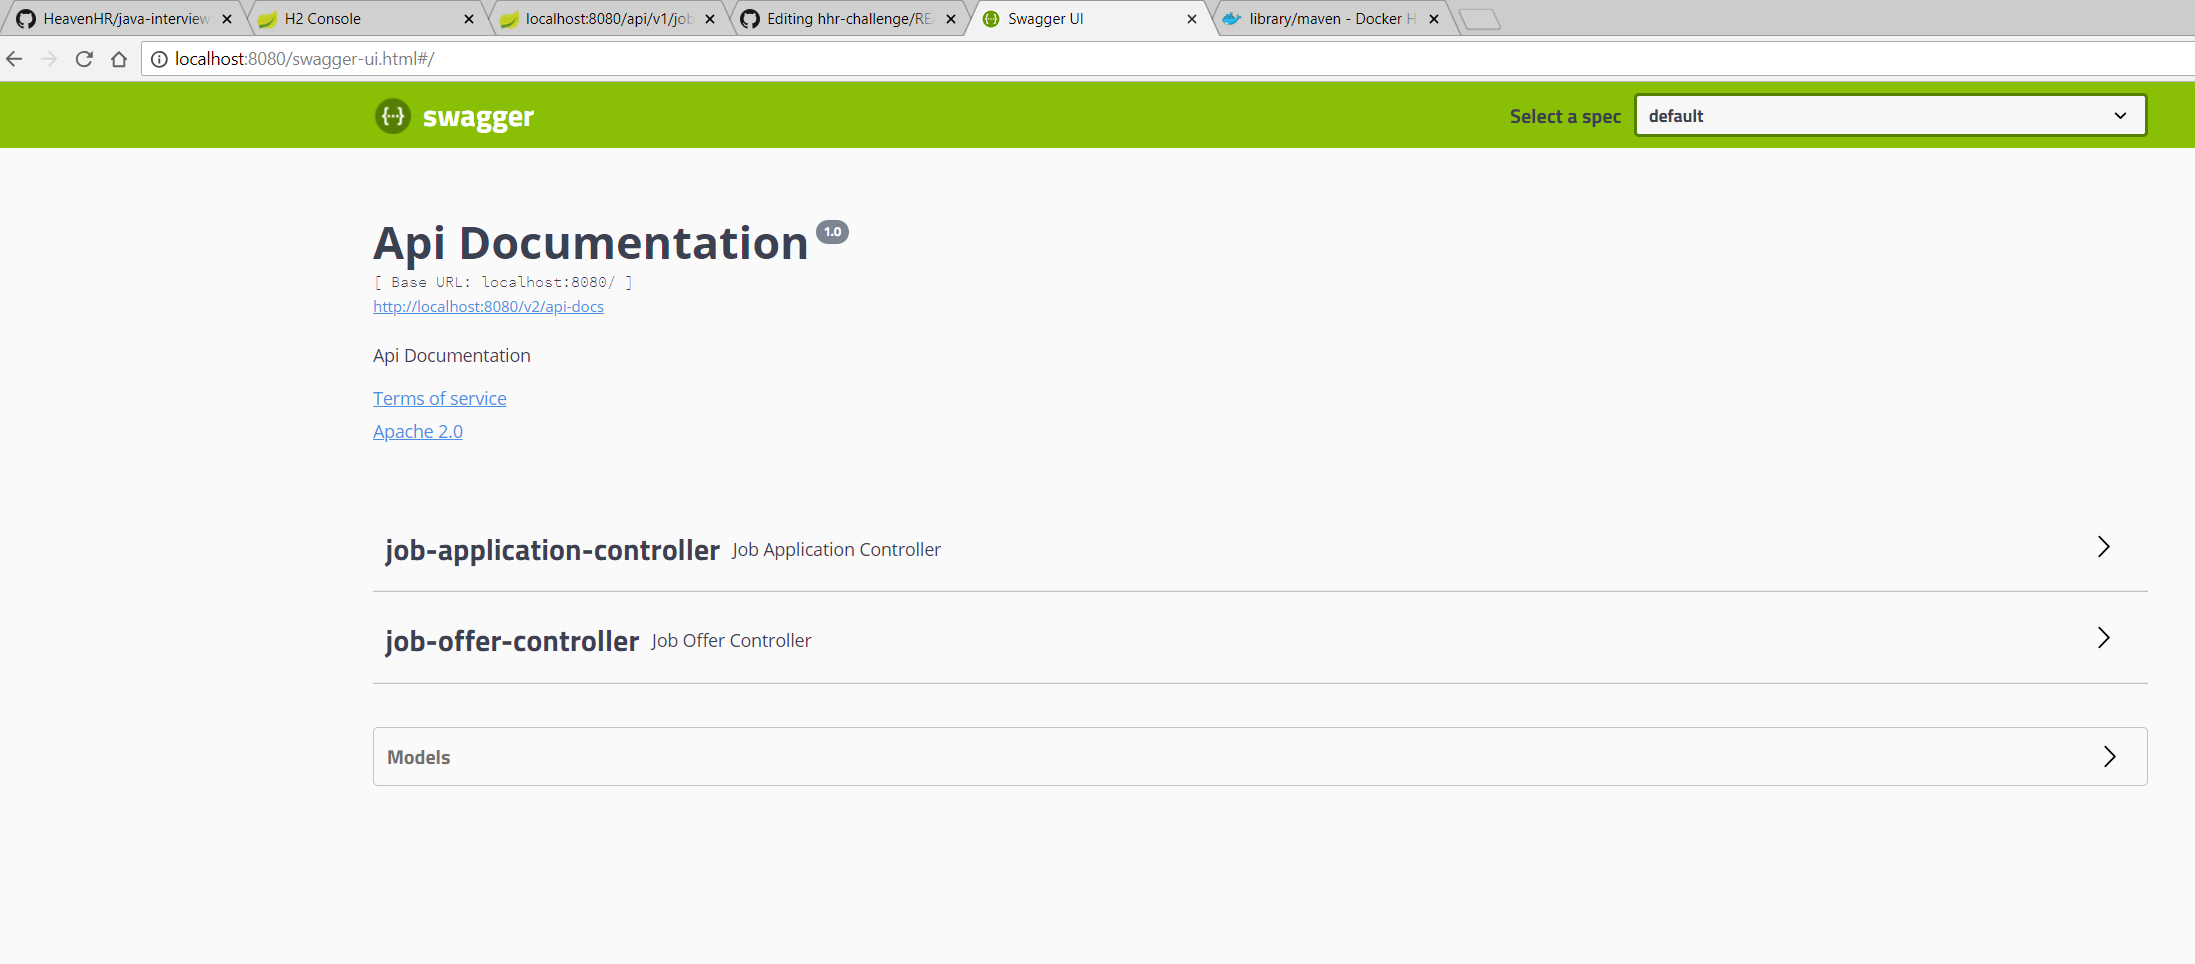 HeavenHR/java-interview
H2 Console
localhost:8080/api/v1/job
Editing hhr-challenge/RE
Swagger UI
library/maven - Docker H
localhost:8080/swagger-ui.html#/
{···} swagger
Select a spec
default
Api Documentation 1.0
[ Base URL: localhost:8080/ ]
http://localhost:8080/v2/api-docs
Api Documentation
Terms of service
Apache 2.0
job-application-controller Job Application Controller
job-offer-controller Job Offer Controller
Models